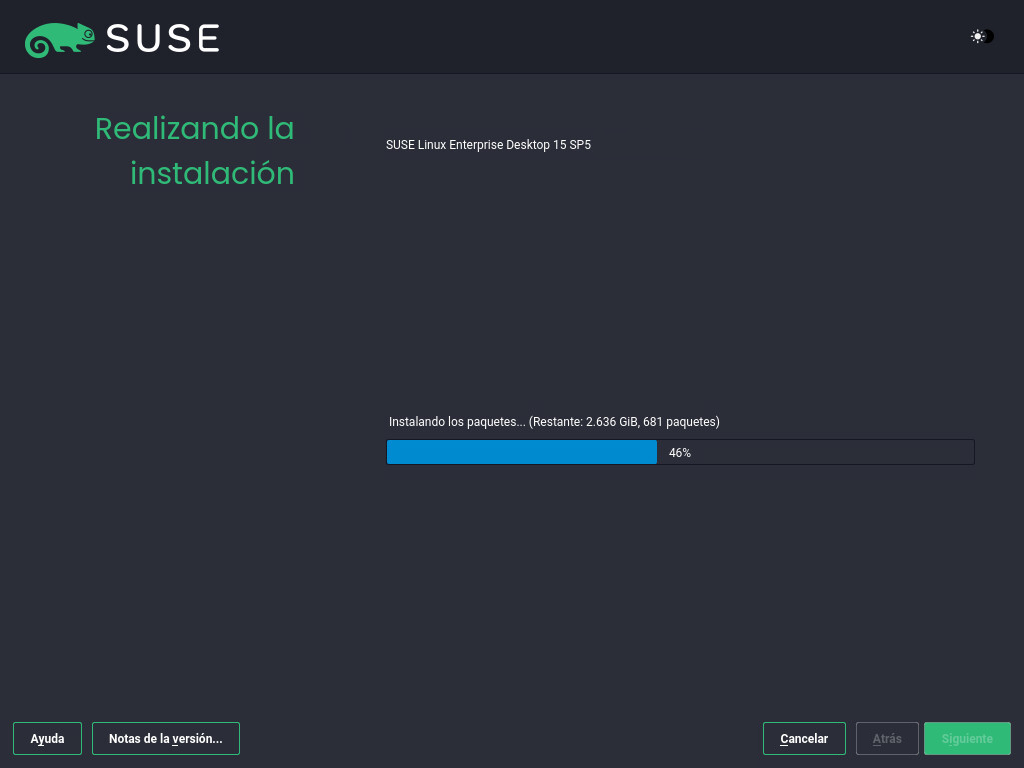 SUSE
Realizando la
instalación
SUSE Linux Enterprise Desktop 15 SP5
Instalando los paquetes... (Restante: 2.636 GiB, 681 paquetes)
46%
Ayuda
Notas de la versión...
Cancelar
Atrás
Siguiente